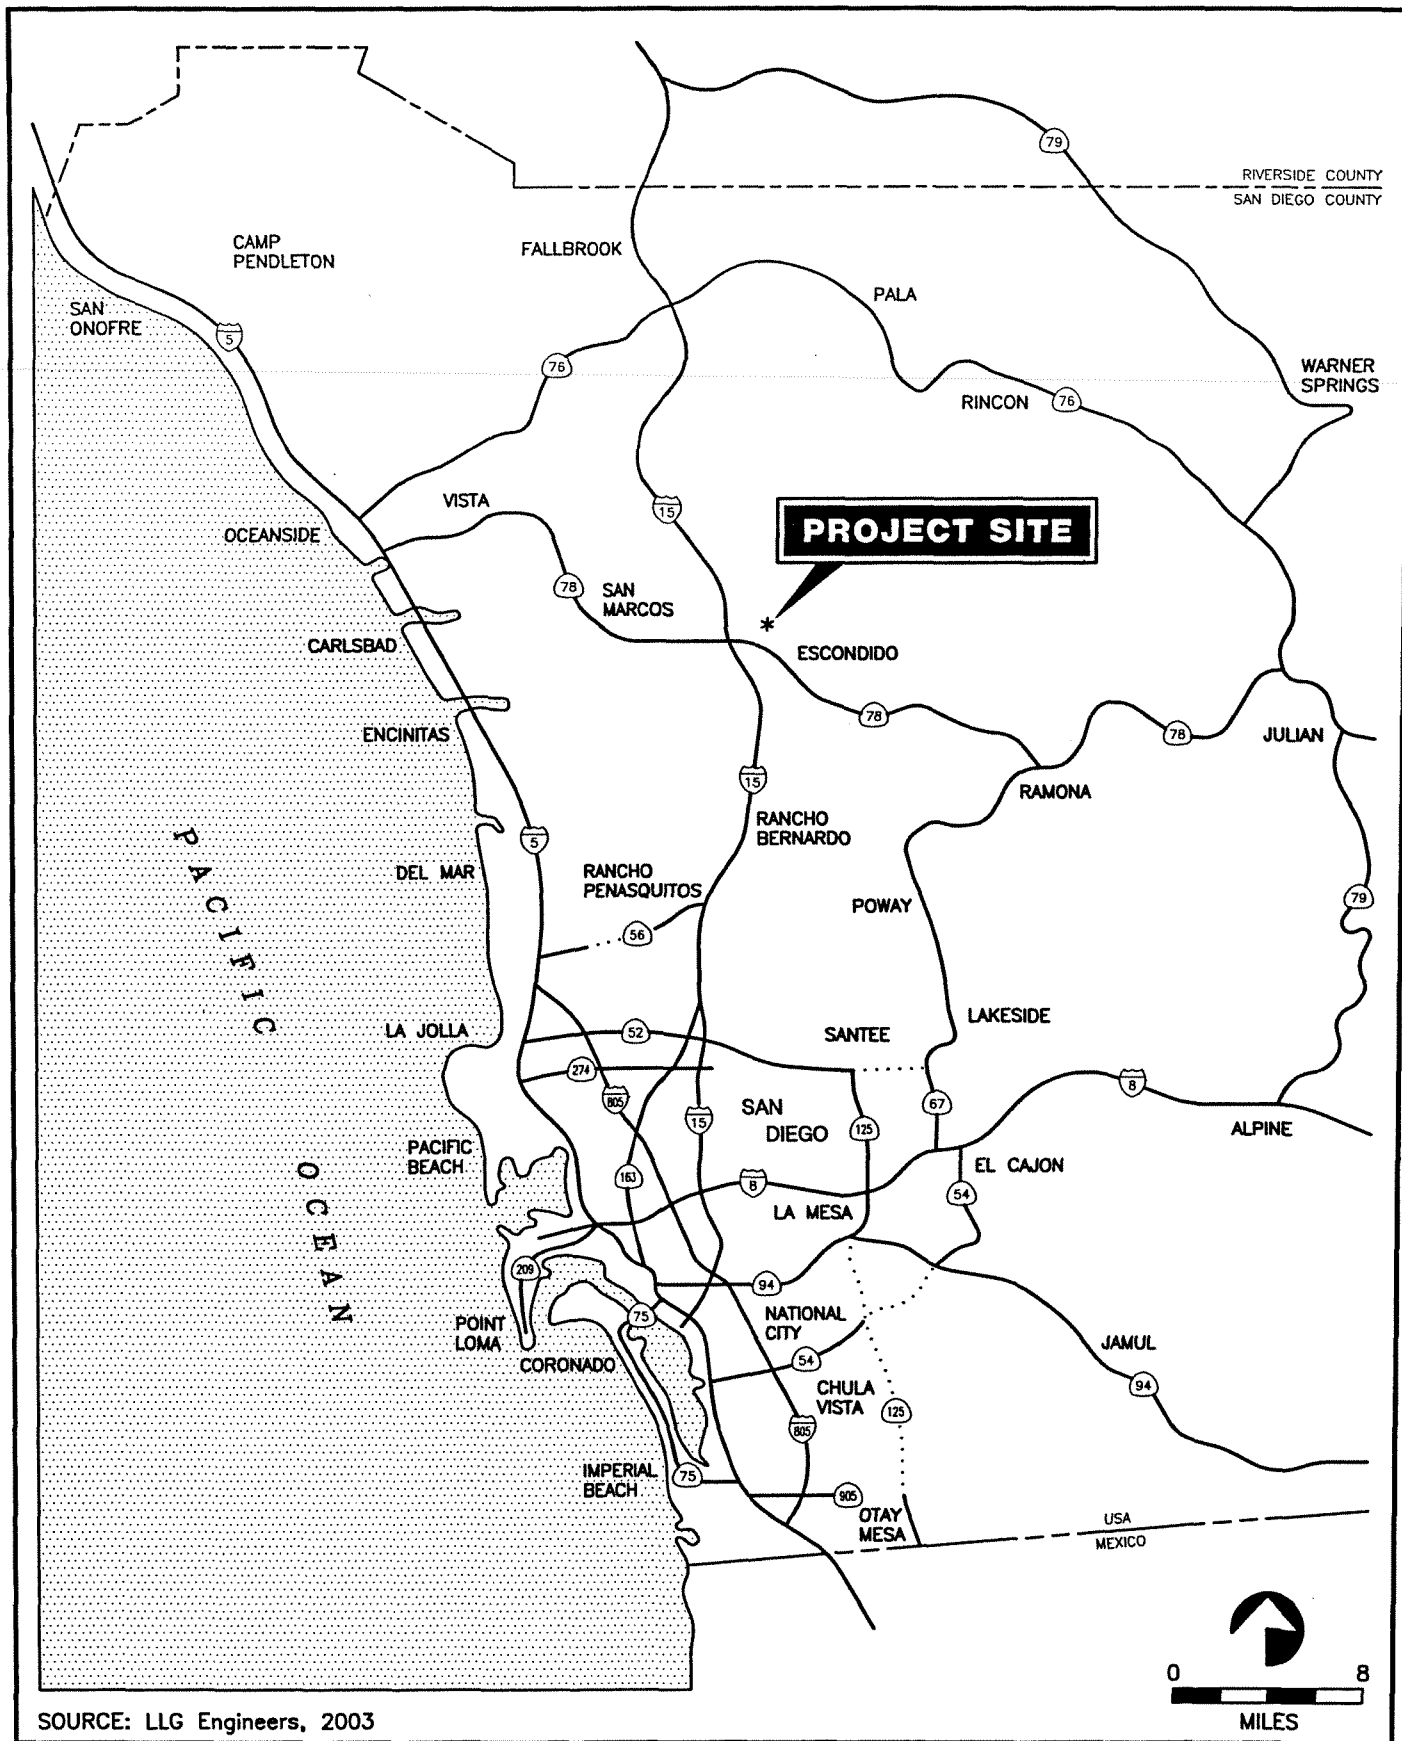 79
RIVERSIDE COUNTY
SAN DIEGO COUNTY
CAMP
PENDLETON
FALLBROOK
SAN
ONOFRE
5
PALA
76
WARNER
SPRINGS
RINCON
76
VISTA
15
OCEANSIDE
PROJECT SITE
78
SAN
MARCOS
CARLSBAD
ESCONDIDO
78
78
ENCINITAS
JULIAN
15
RAMONA
RANCHO
BERNARDO
5
DEL MAR
RANCHO
PENASQUITOS
POWAY
79
56
PACIFIC
OCEAN
LA JOLLA
52
SANTEE
LAKESIDE
274
805
8
67
SAN
DIEGO
15
125
ALPINE
PACIFIC
BEACH
163
8
EL CAJON
54
LA MESA
209
94
75
POINT
LOMA
NATIONAL
CITY
CORONADO
54
JAMUL
94
CHULA
VISTA
125
805
IMPERIAL
BEACH
75
905
OTAY
MESA
USA
MEXICO
0 8
MILES
SOURCE: LLG Engineers, 2003